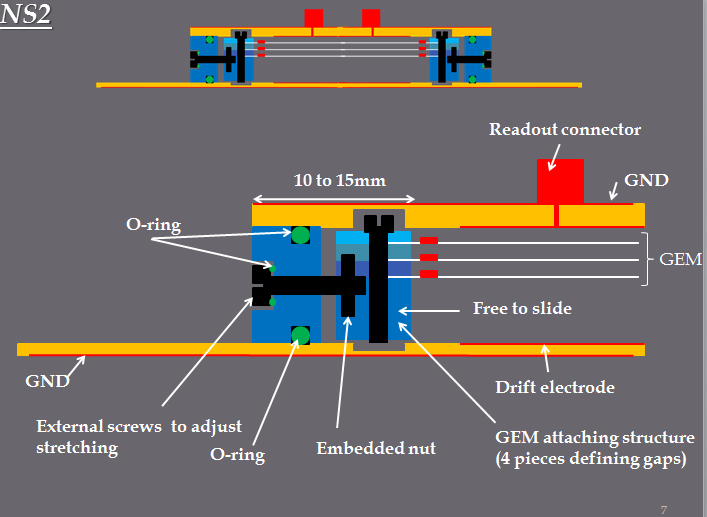 NS2
Readout connector
10 to 15mm
GND
O-ring
GEM
Free to slide
GND
Drift electrode
External screws to adjust
stretching
O-ring
Embedded nut
GEM attaching structure
(4 pieces defining gaps)
7